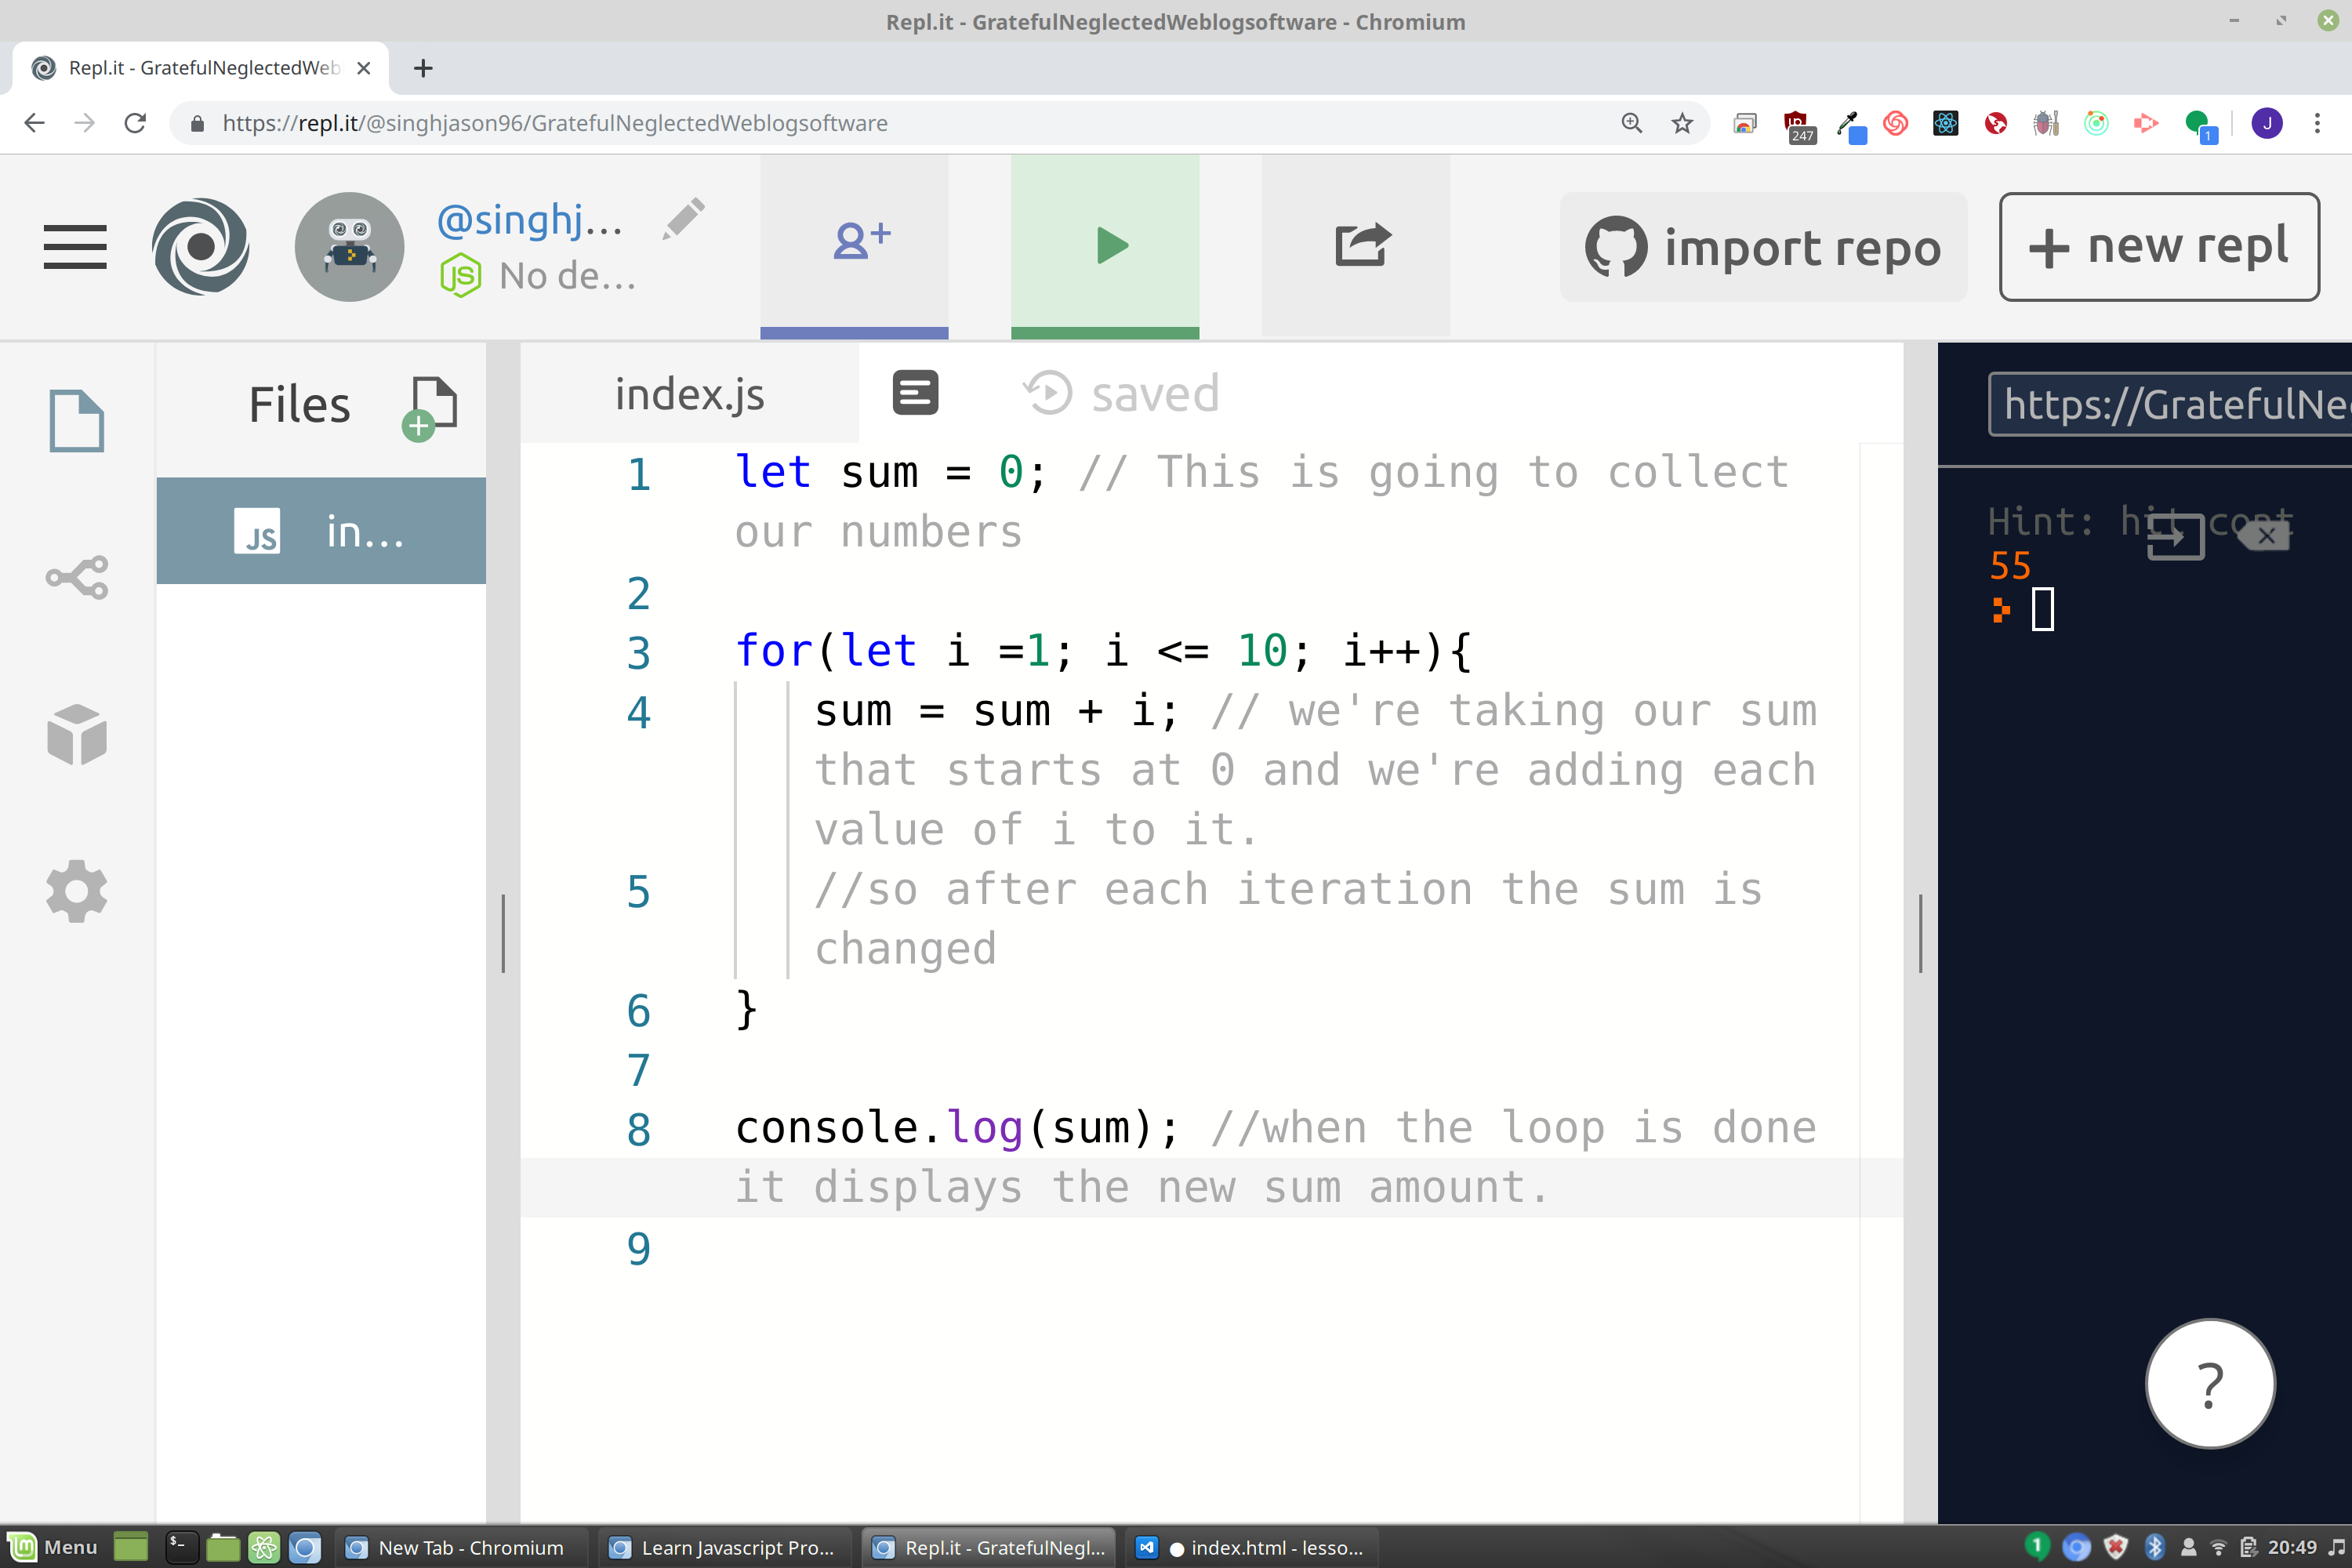 Repl.it - GratefulNeglectedWeblogsoftware - Chromium
Repl.it - GratefulNeglectedWeb
https://repl.it/@singhjason96/GratefulNeglectedWeblogsoftware
247
1
J
@singhj...
JS No de...
import repo
+ new repl
Files
JS in...
index.js
saved
1 let sum = 0; // This is going to collect
our numbers
2
3 for(let i =1; i <= 10; i++){
4 sum = sum + i; // we're taking our sum
that starts at 0 and we're adding each
value of i to it.
5 //so after each iteration the sum is
changed
6 }
7
8 console.log(sum); //when the loop is done
it displays the new sum amount.
9
https://GratefulNe
Hint: hit cont
55
?
Menu
New Tab - Chromium
Learn Javascript Pro...
Repl.it - GratefulNegl...
● index.html - lesso...
1
20:49